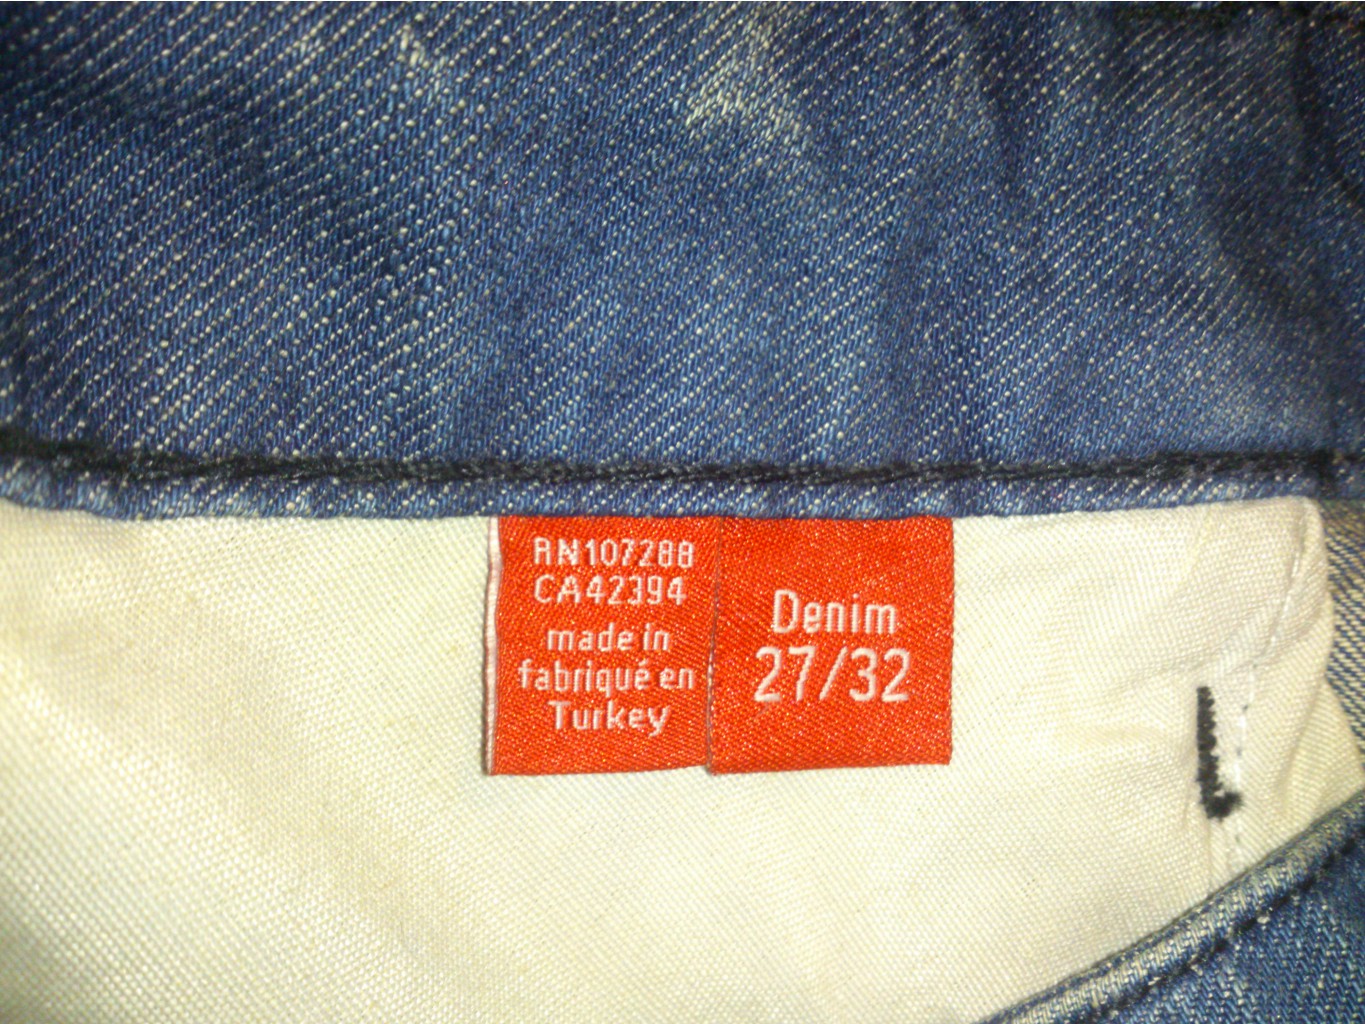 RN107288
CA42394
made in
fabriqué en
Turkey
Denim
27/32